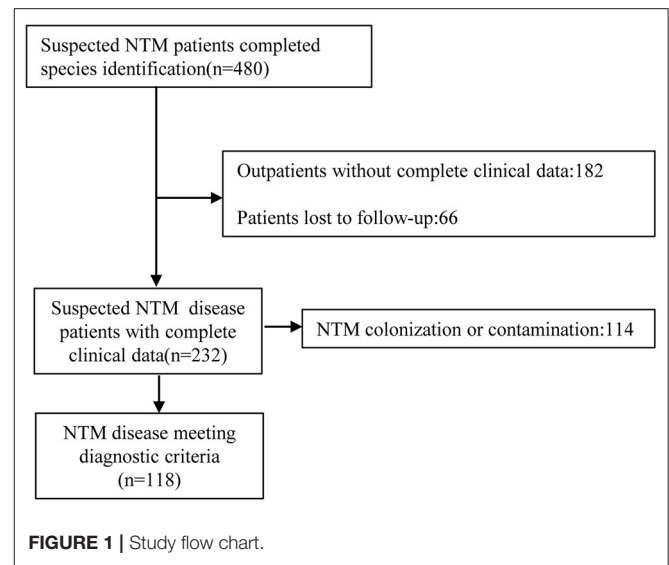 Suspected NTM patients completed
species identification(n=480)
Outpatients without complete clinical data:182
Patients lost to follow-up:66
Suspected NTM disease
patients with complete
clinical data(n=232)
NTM colonization or contamination:114
NTM disease meeting
diagnostic criteria
(n=118)
FIGURE 1 | Study flow chart.